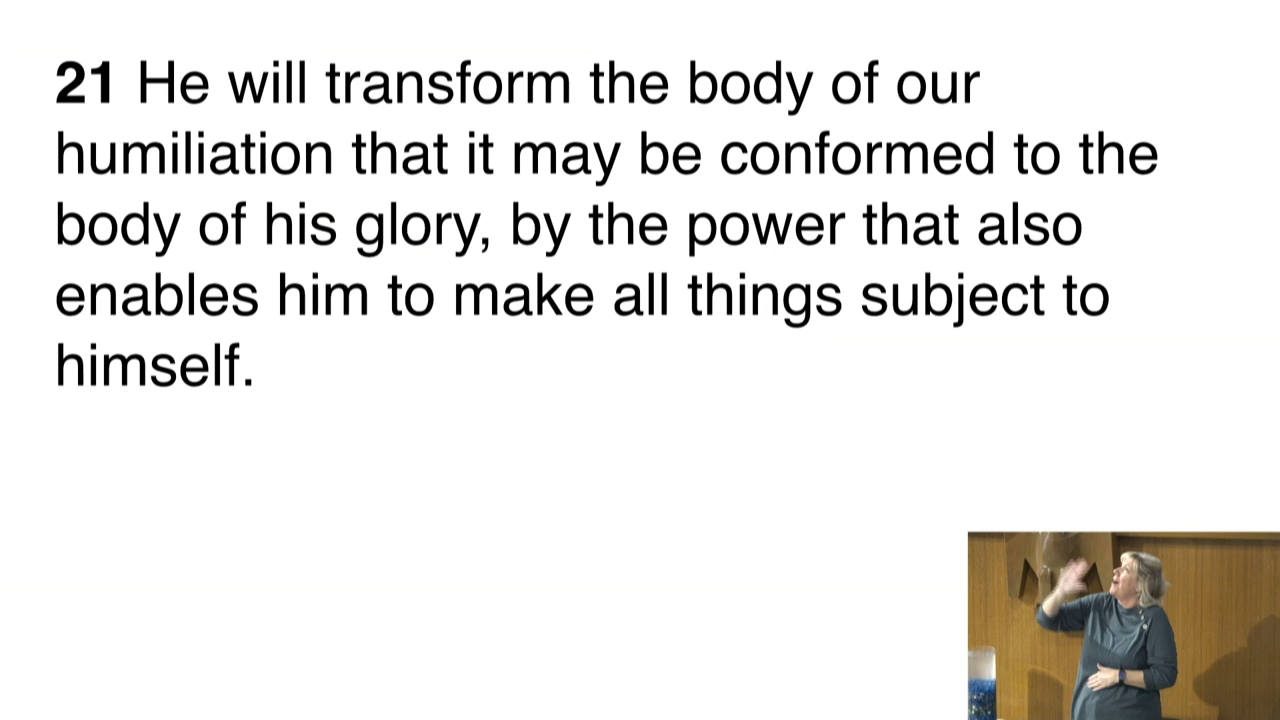 21 He will transform the body of our
humiliation that it may be conformed to the
body of his glory, by the power that also
enables him to make all things subject to
himself.